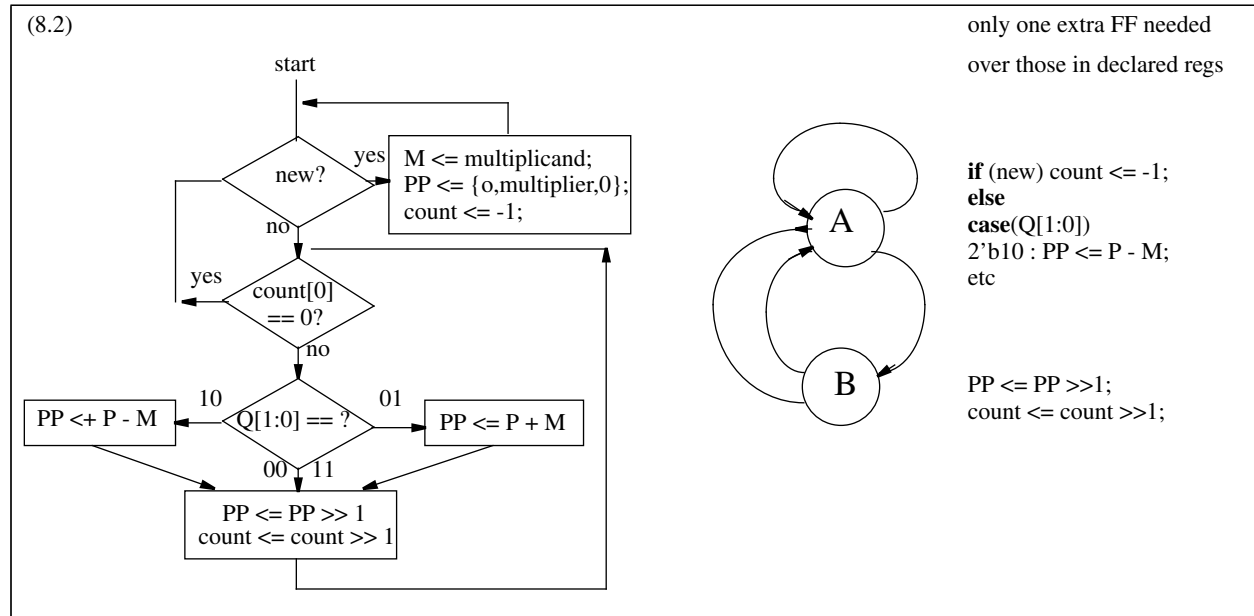 (8.2)
only one extra FF needed
over those in declared regs
start
new?
yes
M <= multiplicand;
PP <= {o,multiplier,0};
count <= -1;
no
yes
count[0]
== 0?
no
10
Q[1:0] == ?
01
PP <+ P - M
PP <= P + M
00
11
PP <= PP >> 1
count <= count >> 1
A
B
if (new) count <= -1;
else
case(Q[1:0])
2’b10 : PP <= P - M;
etc
PP <= PP >>1;
count <= count >>1;